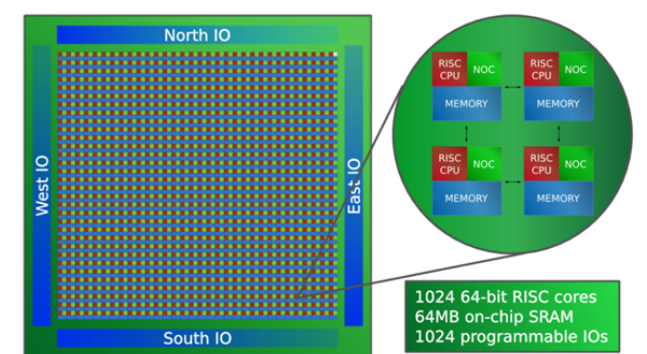 North IO
West IO
East IO
South IO
RISC
CPU
NOC
MEMORY
RISC
CPU
NOC
MEMORY
RISC
CPU
NOC
MEMORY
RISC
CPU
NOC
MEMORY
1024 64-bit RISC cores
64MB on-chip SRAM
1024 programmable IOs